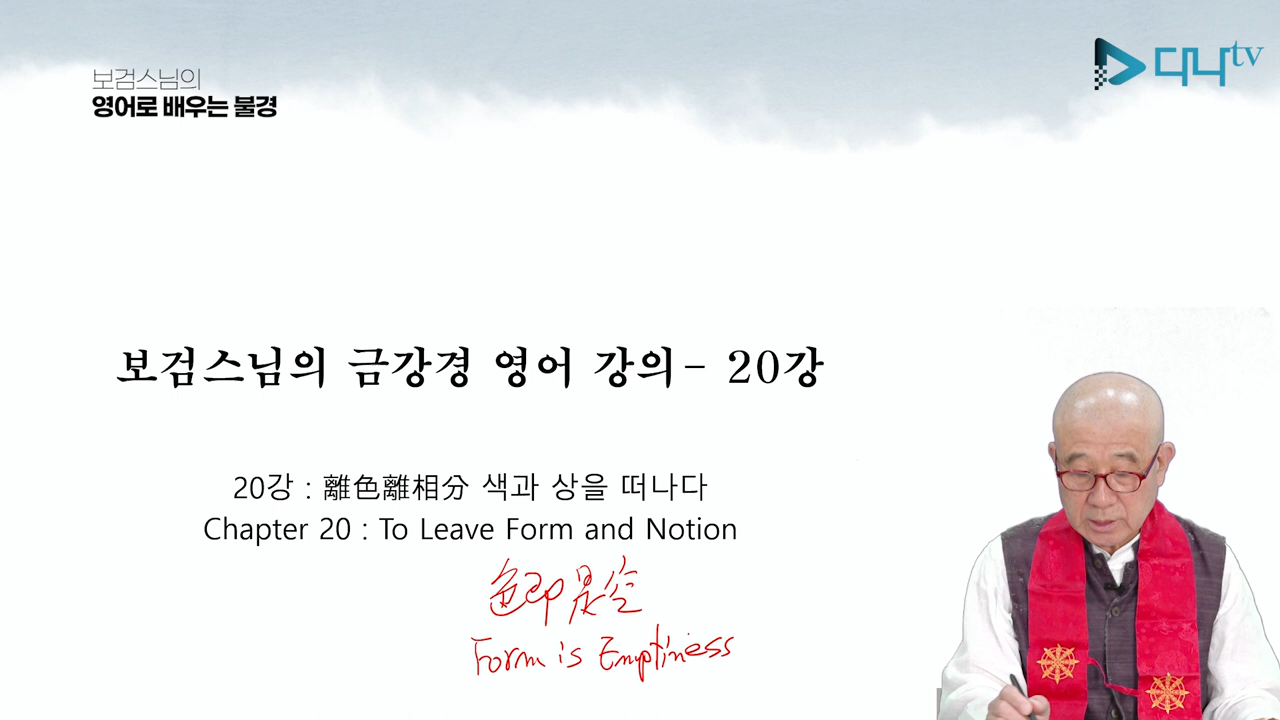 보검스님의
영어로 배우는 불경
디나tv
보검스님의 금강경 영어 강의- 20강
20강 : 離色離相分 색과 상을 떠나다
Chapter 20 : To Leave Form and Notion
色即是空
Form is Emptiness